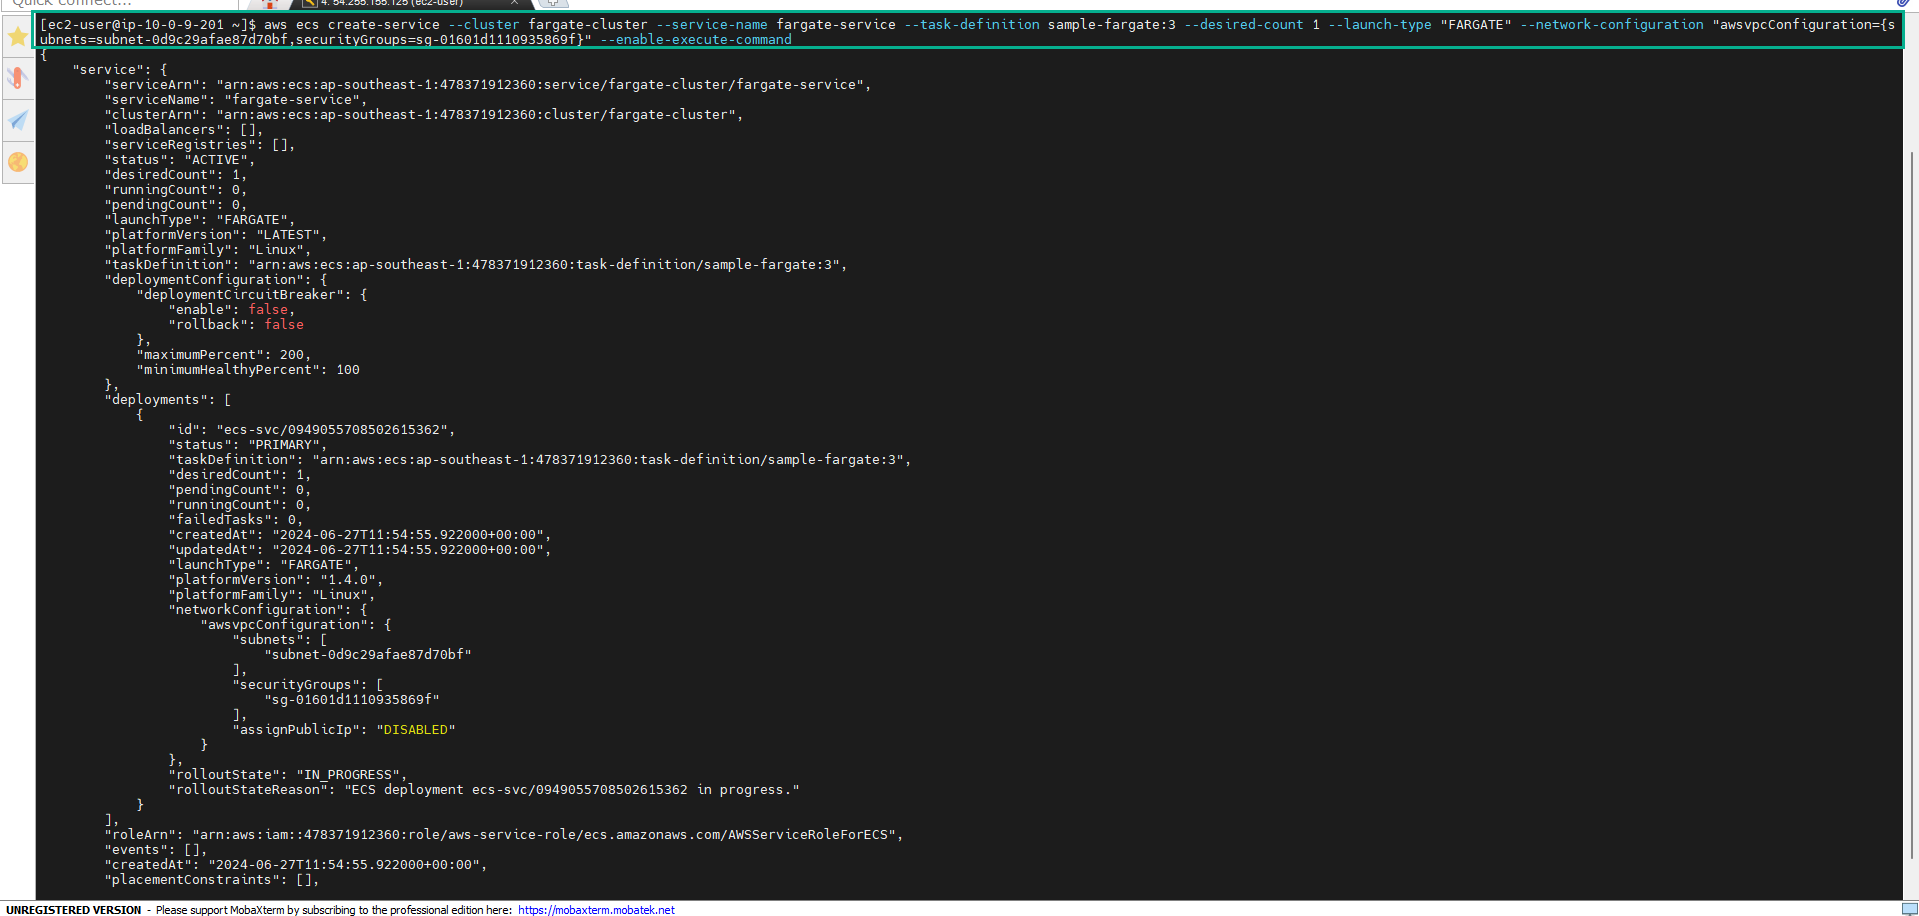 Quick connect...
4. 54.255.155.125 (ec2-user)
[ec2-user@ip-10-0-9-201 ~]$ aws ecs create-service --cluster fargate-cluster --service-name fargate-service --task-definition sample-fargate:3 --desired-count 1 --launch-type "FARGATE" --network-configuration "awsvpcConfiguration={s
ubnets=subnet-0d9c29afae87d70bf,securityGroups=sg-01601d1110935869f}" --enable-execute-command
{
    "service": {
        "serviceArn": "arn:aws:ecs:ap-southeast-1:478371912360:service/fargate-cluster/fargate-service",
        "serviceName": "fargate-service",
        "clusterArn": "arn:aws:ecs:ap-southeast-1:478371912360:cluster/fargate-cluster",
        "loadBalancers": [],
        "serviceRegistries": [],
        "status": "ACTIVE",
        "desiredCount": 1,
        "runningCount": 0,
        "pendingCount": 0,
        "launchType": "FARGATE",
        "platformVersion": "LATEST",
        "platformFamily": "Linux",
        "taskDefinition": "arn:aws:ecs:ap-southeast-1:478371912360:task-definition/sample-fargate:3",
        "deploymentConfiguration": {
            "deploymentCircuitBreaker": {
                "enable": false,
                "rollback": false
            },
            "maximumPercent": 200,
            "minimumHealthyPercent": 100
        },
        "deployments": [
            {
                "id": "ecs-svc/0949055708502615362",
                "status": "PRIMARY",
                "taskDefinition": "arn:aws:ecs:ap-southeast-1:478371912360:task-definition/sample-fargate:3",
                "desiredCount": 1,
                "pendingCount": 0,
                "runningCount": 0,
                "failedTasks": 0,
                "createdAt": "2024-06-27T11:54:55.922000+00:00",
                "updatedAt": "2024-06-27T11:54:55.922000+00:00",
                "launchType": "FARGATE",
                "platformVersion": "1.4.0",
                "platformFamily": "Linux",
                "networkConfiguration": {
                    "awsvpcConfiguration": {
                        "subnets": [
                            "subnet-0d9c29afae87d70bf"
                        ],
                        "securityGroups": [
                            "sg-01601d1110935869f"
                        ],
                        "assignPublicIp": "DISABLED"
                    }
                },
                "rolloutState": "IN_PROGRESS",
                "rolloutStateReason": "ECS deployment ecs-svc/0949055708502615362 in progress."
            }
        ],
        "roleArn": "arn:aws:iam::478371912360:role/aws-service-role/ecs.amazonaws.com/AWSServiceRoleForECS",
        "events": [],
        "createdAt": "2024-06-27T11:54:55.922000+00:00",
        "placementConstraints": [],
UNREGISTERED VERSION - Please support MobaXterm by subscribing to the professional edition here: https://mobaxterm.mobatek.net